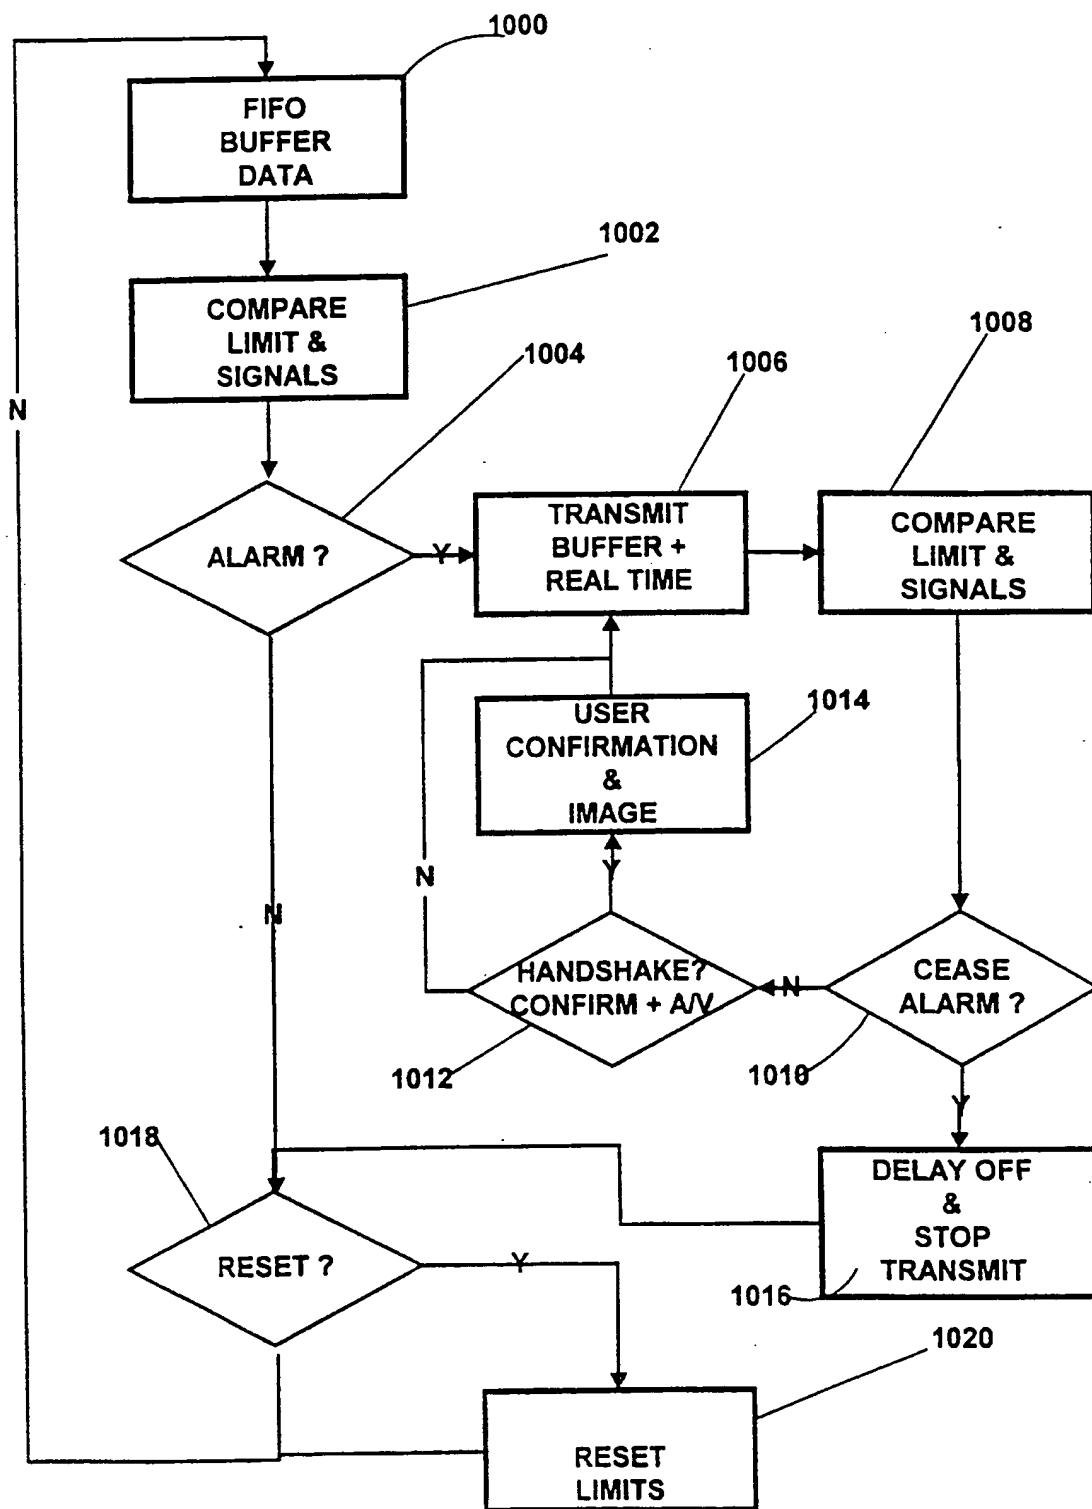 1000
FIFO
BUFFER
DATA
1002
COMPARE
LIMIT &
SIGNALS
1004
1006
1008
N
ALARM ?
Y
TRANSMIT
BUFFER +
REAL TIME
COMPARE
LIMIT &
SIGNALS
USER
CONFIRMATION
&
IMAGE
1014
Y
N
N
HANDSHAKE?
CONFIRM + A/V
N
CEASE
ALARM ?
1012
1010
Y
1018
DELAY OFF
&
STOP
TRANSMIT
RESET ?
Y
1016
1020
RESET
LIMITS